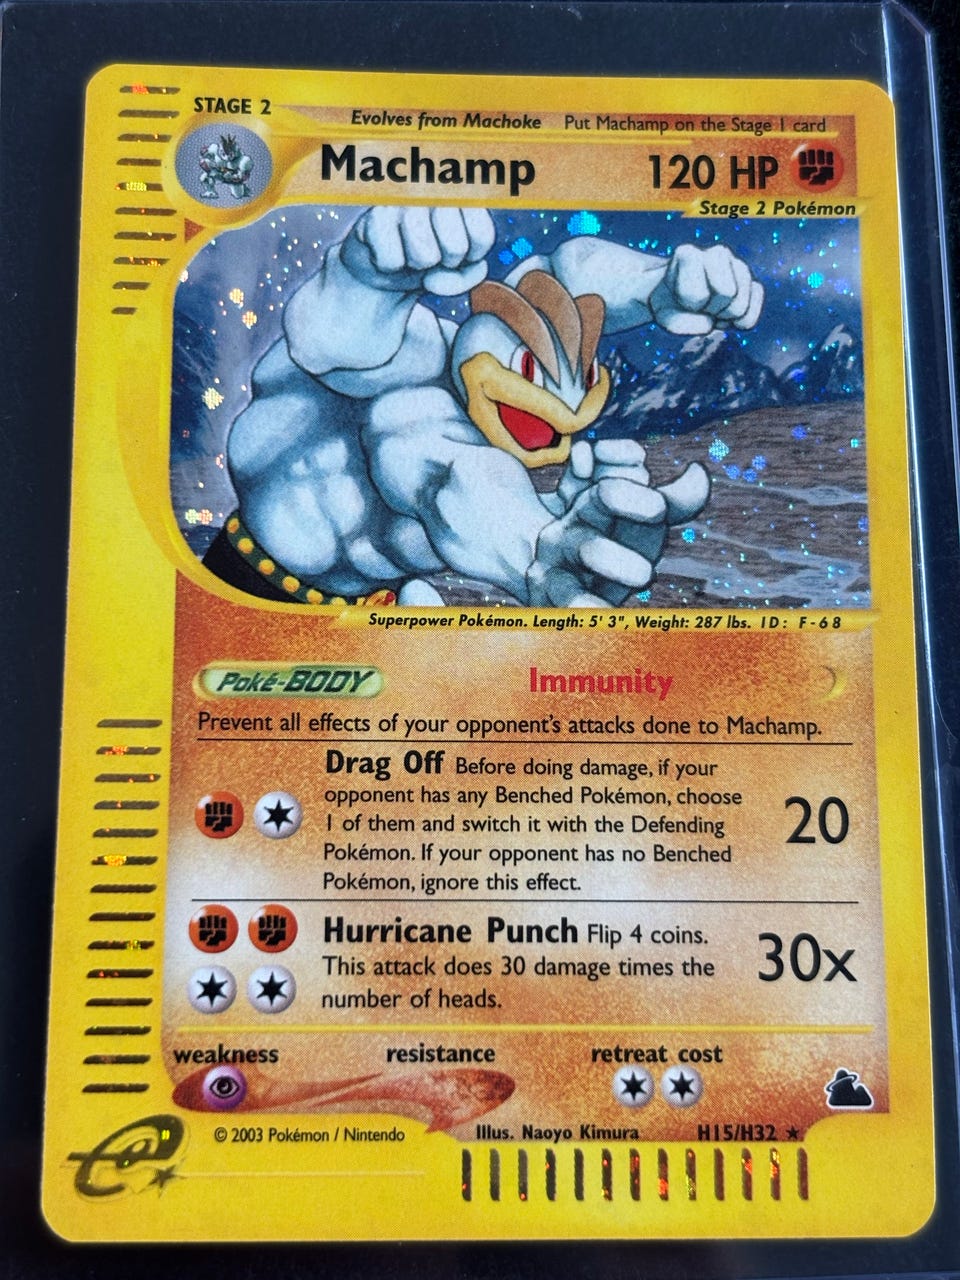 STAGE 2
Evolves from Machoke Put Machamp on the Stage 1 card
Machamp 120 HP
Stage 2 Pokémon
Superpower Pokémon. Length: 5' 3", Weight: 287 lbs. ID: F-68
Poké-BODY Immunity
Prevent all effects of your opponent's attacks done to Machamp.
Drag Off Before doing damage, if your
opponent has any Benched Pokémon, choose
1 of them and switch it with the Defending
Pokémon. If your opponent has no Benched
Pokémon, ignore this effect.
20
Hurricane Punch Flip 4 coins.
This attack does 30 damage times the
number of heads.
30x
weakness resistance retreat cost
e
© 2003 Pokémon / Nintendo Illus. Naoyo Kimura H15/H32 ★